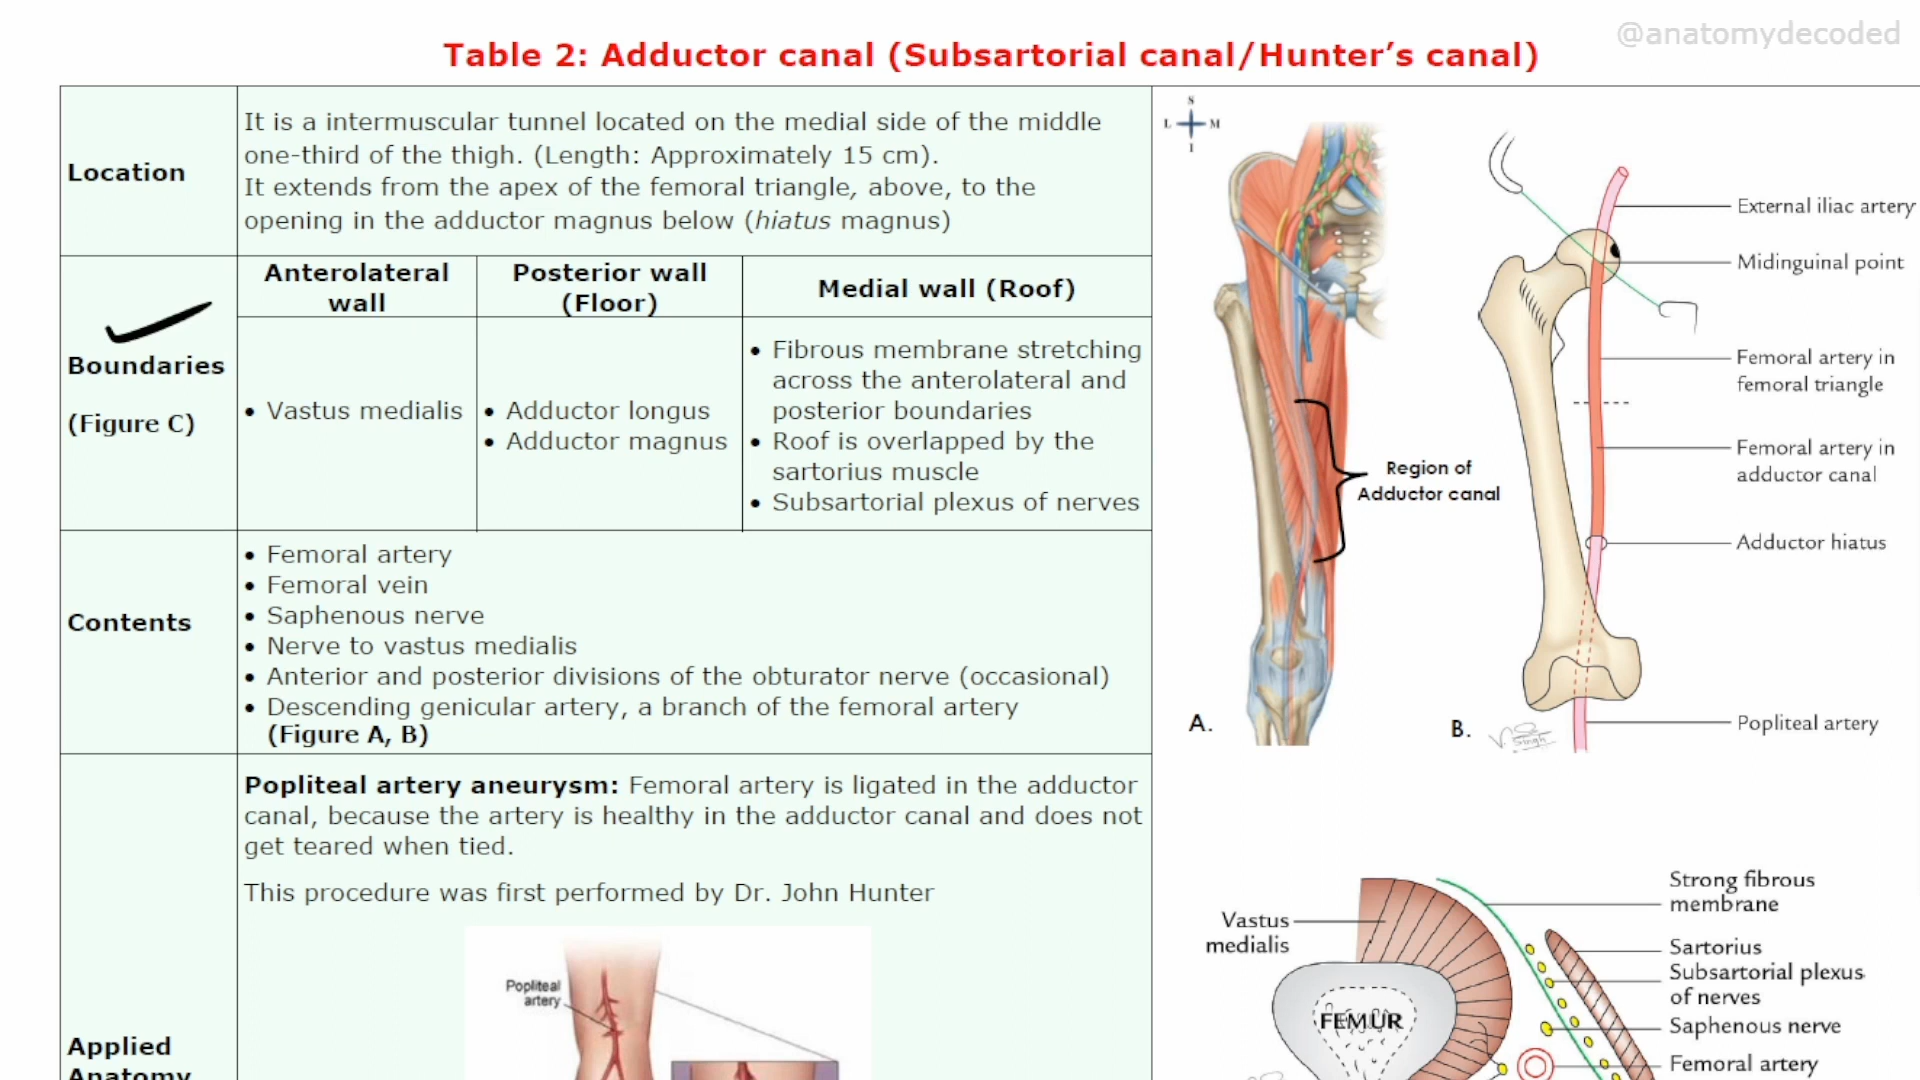 @anatomydecoded
Table 2: Adductor canal (Subsartorial canal/Hunter’s canal)
Location
It is a intermuscular tunnel located on the medial side of the middle
one-third of the thigh. (Length: Approximately 15 cm).
It extends from the apex of the femoral triangle, above, to the
opening in the adductor magnus below (hiatus magnus)
Boundaries
(Figure C)
Anterolateral
wall
Posterior wall
(Floor)
Medial wall (Roof)
• Vastus medialis
• Adductor longus
• Adductor magnus
• Fibrous membrane stretching
across the anterolateral and
posterior boundaries
• Roof is overlapped by the
sartorius muscle
• Subsartorial plexus of nerves
Contents
• Femoral artery
• Femoral vein
• Saphenous nerve
• Nerve to vastus medialis
• Anterior and posterior divisions of the obturator nerve (occasional)
• Descending genicular artery, a branch of the femoral artery
(Figure A, B)
Applied
Anatomy
Popliteal artery aneurysm: Femoral artery is ligated in the adductor
canal, because the artery is healthy in the adductor canal and does not
get teared when tied.
This procedure was first performed by Dr. John Hunter
Popliteal
artery
S
L M
I
Region of
Adductor canal
A.
External iliac artery
Midinguinal point
Femoral artery in
femoral triangle
Femoral artery in
adductor canal
Adductor hiatus
Popliteal artery
B.
V. Singh
Vastus
medialis
FEMUR
Strong fibrous
membrane
Sartorius
Subsartorial plexus
of nerves
Saphenous nerve
Femoral artery